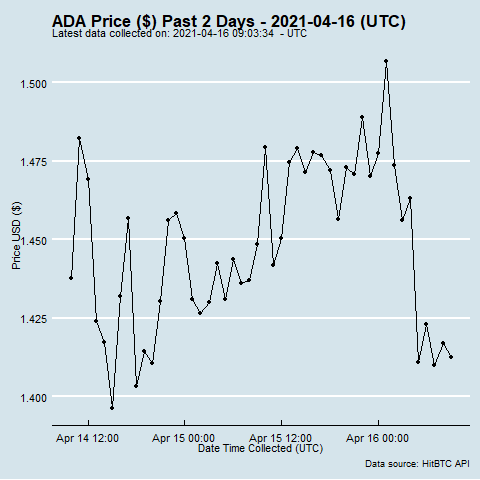 ADA Price ($) Past 2 Days - 2021-04-16 (UTC)
Latest data collected on: 2021-04-16 09:03:34 - UTC
1.500
1.475
1.450
1.425
1.400
Price USD ($)
Apr 14 12:00 Apr 15 00:00 Apr 15 12:00 Apr 16 00:00
Date Time Collected (UTC)
Data source: HitBTC API